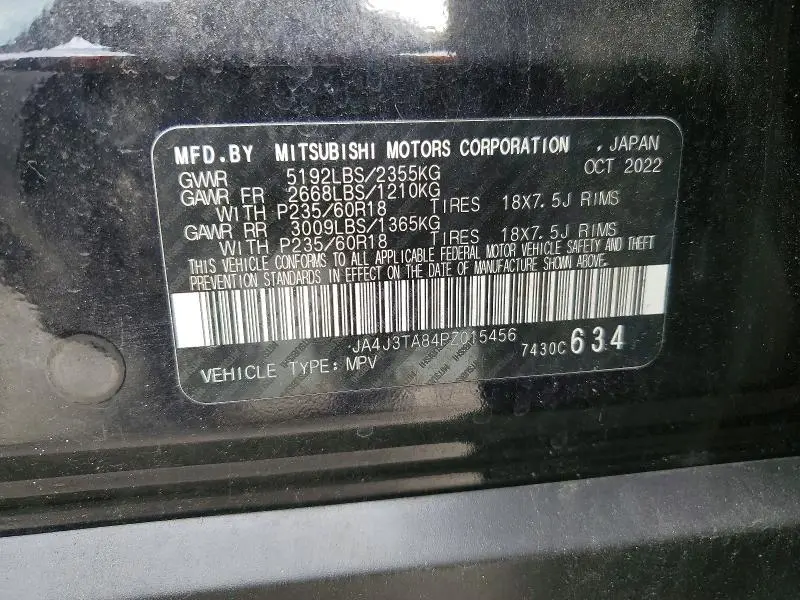 MFD.BY MITSUBISHI MOTORS CORPORATION , JAPAN
OCT 2022
GVWR 5192LBS/2355KG
GAWR FR 2668LBS/1210KG
WITH P235/60R18 TIRES 18X7.5J RIMS
GAWR RR 3009LBS/1365KG
WITH P235/60R18 TIRES 18X7.5J RIMS
THIS VEHICLE CONFORMS TO ALL APPLICABLE FEDERAL MOTOR VEHICLE SAFETY AND THEFT
PREVENTION STANDARDS IN EFFECT ON THE DATE OF MANUFACTURE SHOWN ABOVE.
JA4J3TA84PZ015456
7430C634
VEHICLE TYPE: MPV